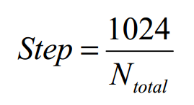 Step = 1024 / N_total